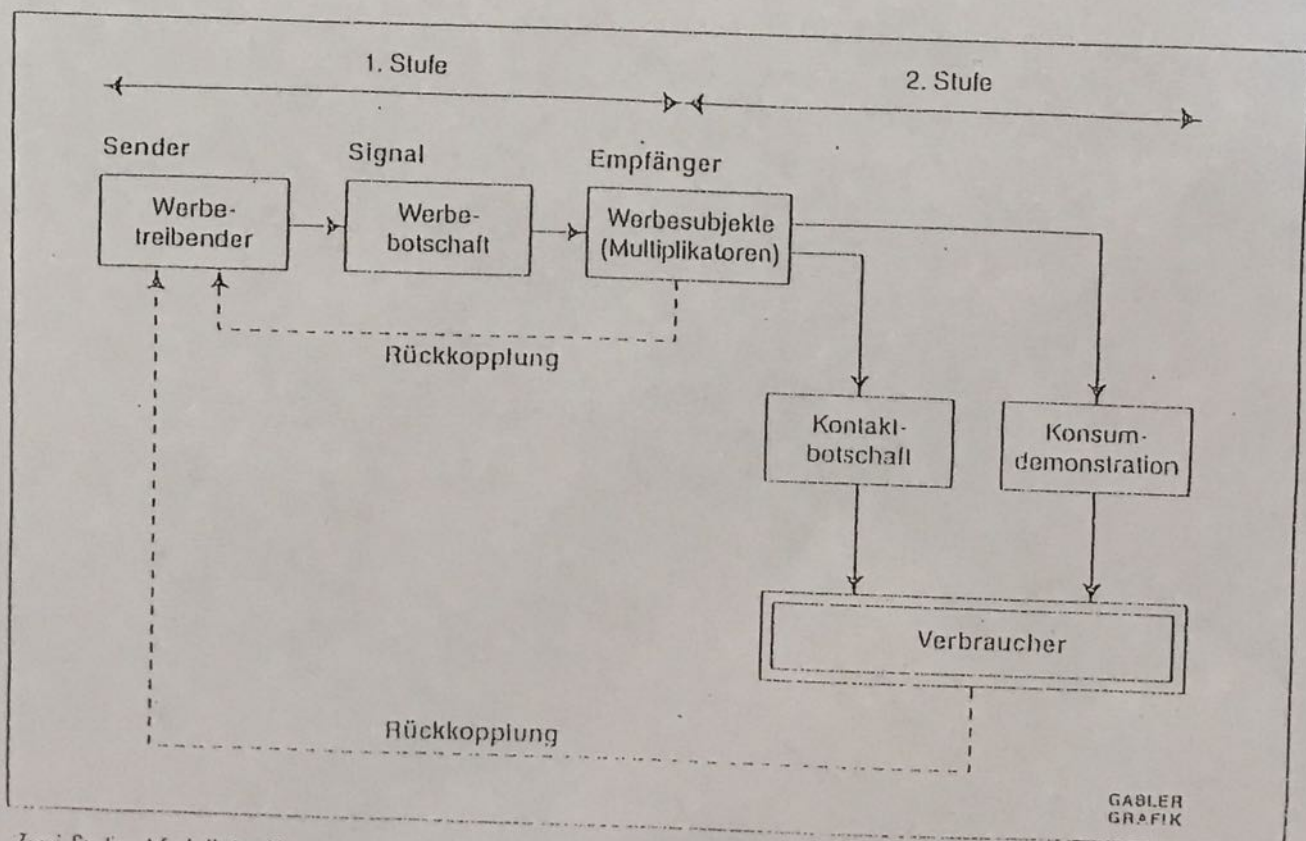 1. Stufe
2. Stufe
Sender
Signal
Empfänger
Werbe-
treibender
Werbe-
botschaft
Werbesubjekte
(Multiplikatoren)
Rückkopplung
Kontakt-
botschaft
Konsum-
demonstration
Verbraucher
Rückkopplung
GABLER
GRAFIK